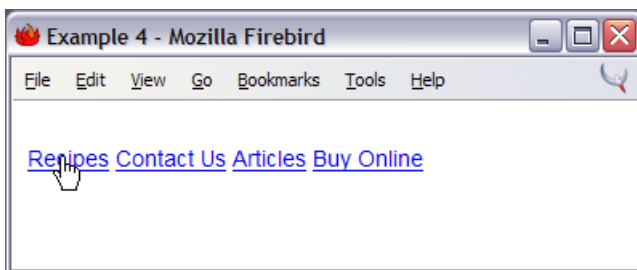 Example 4 - Mozilla Firebird
File Edit View Go Bookmarks Tools Help
Recipes Contact Us Articles Buy Online